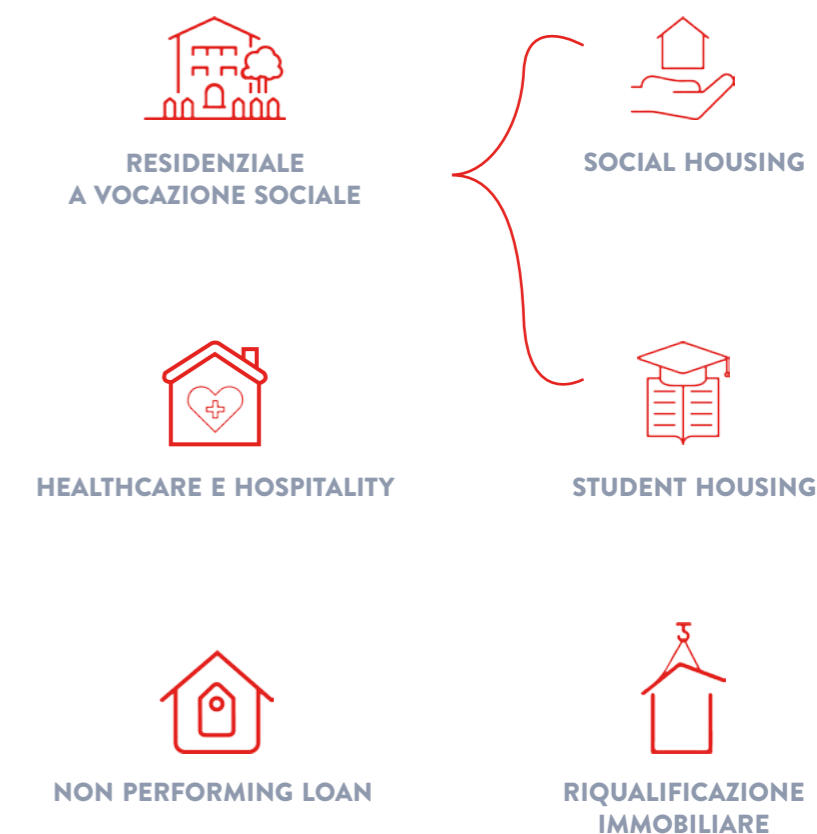 RESIDENZIALE
A VOCAZIONE SOCIALE
SOCIAL HOUSING
HEALTHCARE E HOSPITALITY
STUDENT HOUSING
NON PERFORMING LOAN
RIQUALIFICAZIONE
IMMOBILIARE